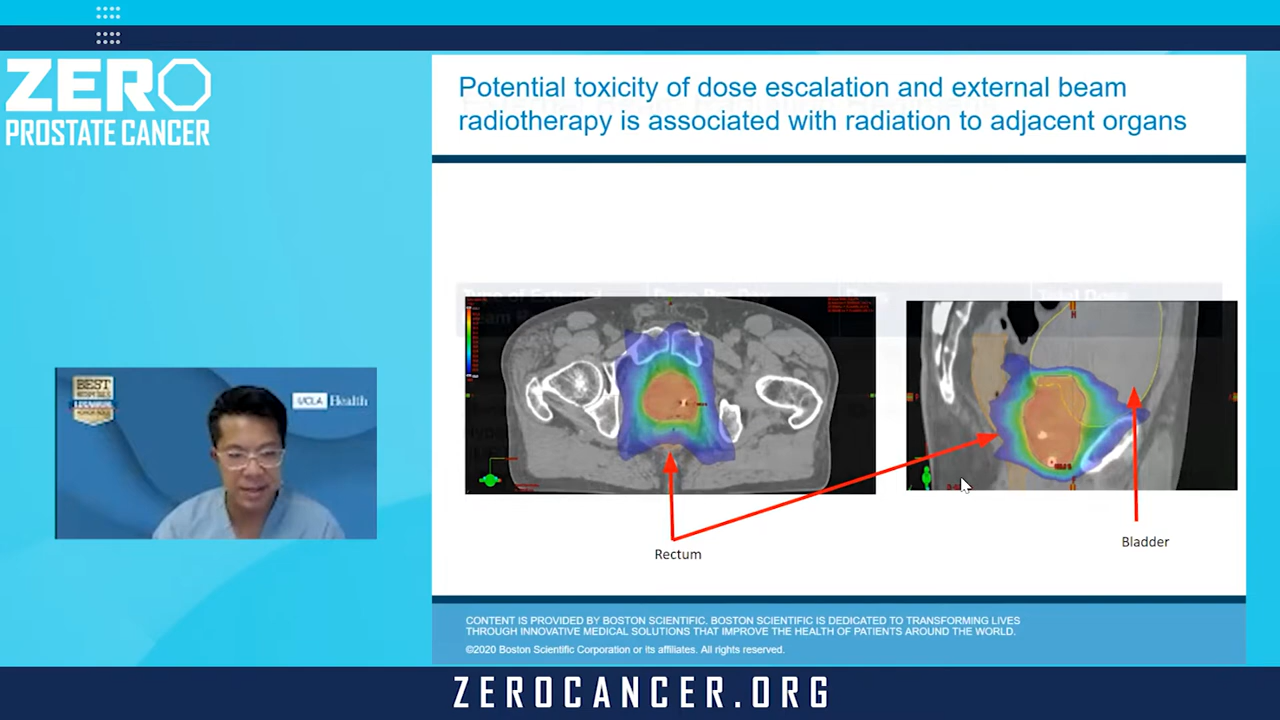 ZERO
PROSTATE CANCER
Potential toxicity of dose escalation and external beam
radiotherapy is associated with radiation to adjacent organs
BEST
HOSPITALS
UCLA Health
Rectum
Bladder
CONTENT IS PROVIDED BY BOSTON SCIENTIFIC. BOSTON SCIENTIFIC IS DEDICATED TO TRANSFORMING LIVES
THROUGH INNOVATIVE MEDICAL SOLUTIONS THAT IMPROVE THE HEALTH OF PATIENTS AROUND THE WORLD.
©2020 Boston Scientific Corporation or its affiliates. All rights reserved.
ZEROCANCER.ORG